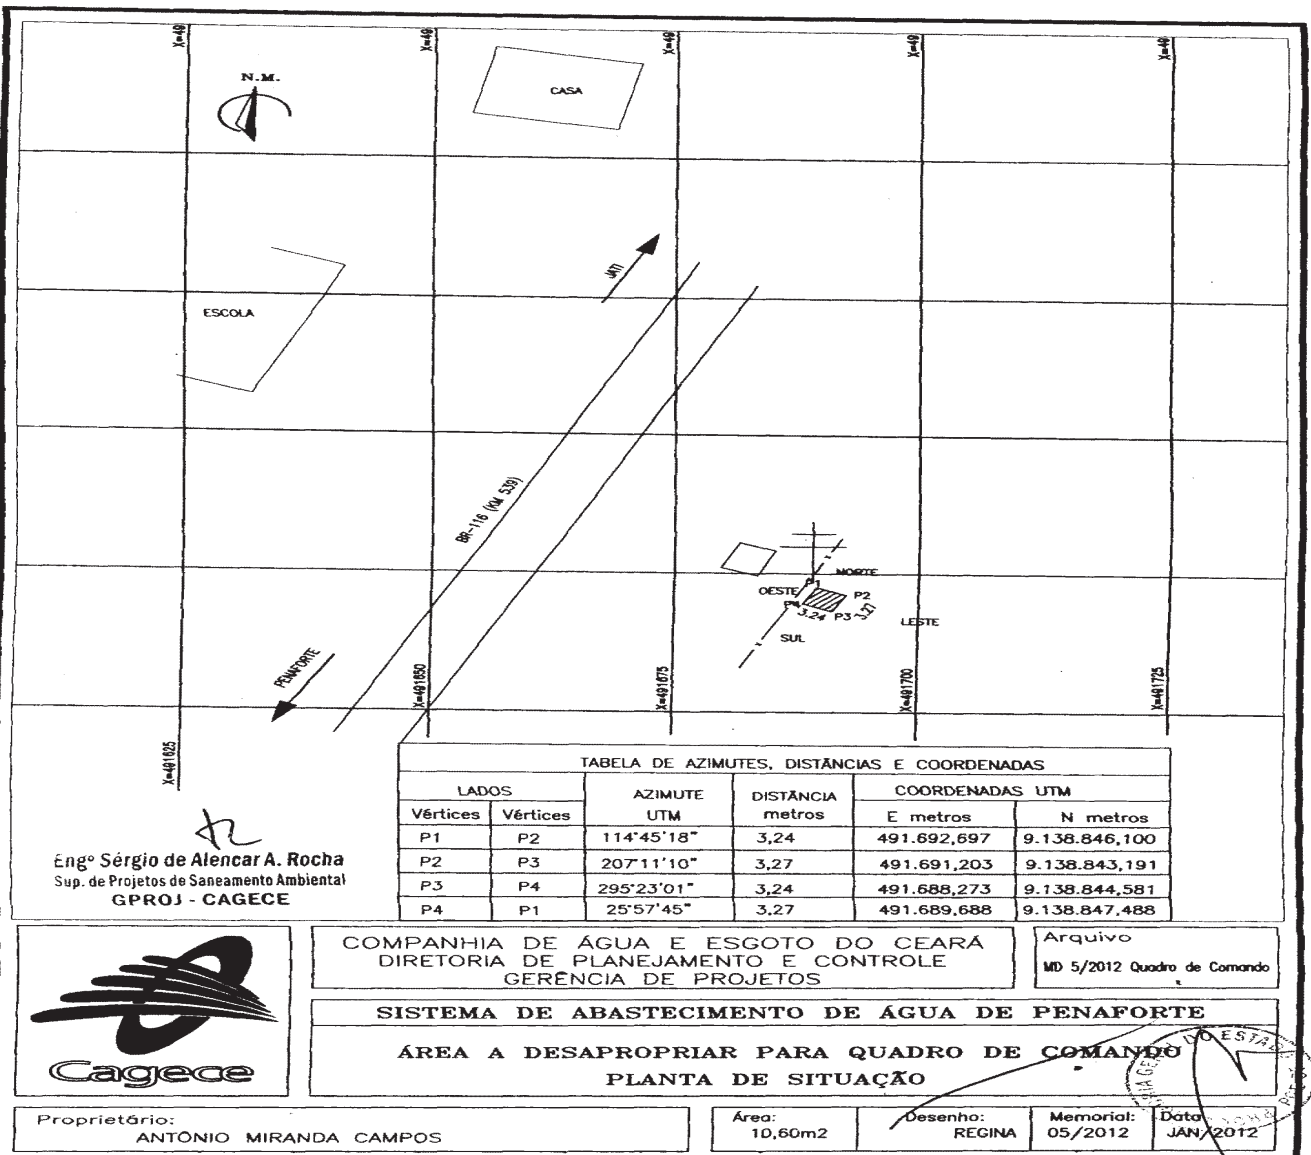 X=49 X=49 X=49 X=49 X=49
N.M.
CASA
JATI
ESCOLA
BR-116 (KM 539)
NORTE
P1
OESTE
P2
P4
3.24 P3 3.27
LESTE
SUL
PENAFORTE
X=491625 X=491650 X=491675 X=491700 X=491725
TABELA DE AZIMUTES, DISTÂNCIAS E COORDENADAS
LADOS AZIMUTE UTM DISTÂNCIA metros COORDENADAS UTM
Vértices Vértices E metros N metros
P1 P2 114°45'18" 3,24 491.692,697 9.138.846,100
P2 P3 207°11'10" 3,27 491.691,203 9.138.843,191
P3 P4 295°23'01" 3,24 491.688,273 9.138.844,581
P4 P1 25°57'45" 3,27 491.689,688 9.138.847,488
Engº Sérgio de Alencar A. Rocha
Sup. de Projetos de Saneamento Ambiental
GPROJ - CAGECE
Cagece
COMPANHIA DE ÁGUA E ESGOTO DO CEARÁ
DIRETORIA DE PLANEJAMENTO E CONTROLE
GERÊNCIA DE PROJETOS
Arquivo
MD 5/2012 Quadro de Comando
SISTEMA DE ABASTECIMENTO DE ÁGUA DE PENAFORTE
ÁREA A DESAPROPRIAR PARA QUADRO DE COMANDO
PLANTA DE SITUAÇÃO
Proprietário:
ANTÔNIO MIRANDA CAMPOS
Área:
10,60m2
Desenho:
REGINA
Memorial:
05/2012
Data
JAN/2012